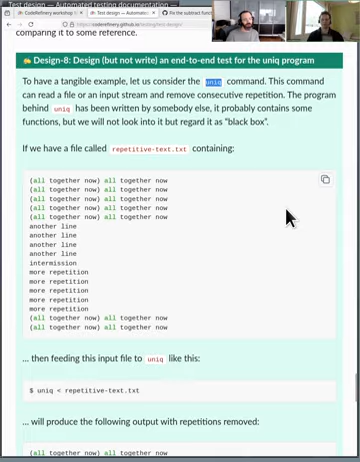 Test design — Automated testing documentation —
CodeRefinery workshop
Test design — Automated
Fix the subtract func
coderefinery.github.io/testing/test-design/
comparing it to some reference.
Design-8: Design (but not write) an end-to-end test for the uniq program
To have a tangible example, let us consider the uniq command. This command
can read a file or an input stream and remove consecutive repetition. The program
behind uniq has been written by somebody else, it probably contains some
functions, but we will not look into it but regard it as “black box”.
If we have a file called repetitive-text.txt containing:
(all together now) all together now
(all together now) all together now
(all together now) all together now
(all together now) all together now
(all together now) all together now
another line
another line
another line
another line
intermission
more repetition
more repetition
more repetition
more repetition
more repetition
(all together now) all together now
(all together now) all together now
... then feeding this input file to uniq like this:
$ uniq < repetitive-text.txt
... will produce the following output with repetitions removed:
(all together now) all together now